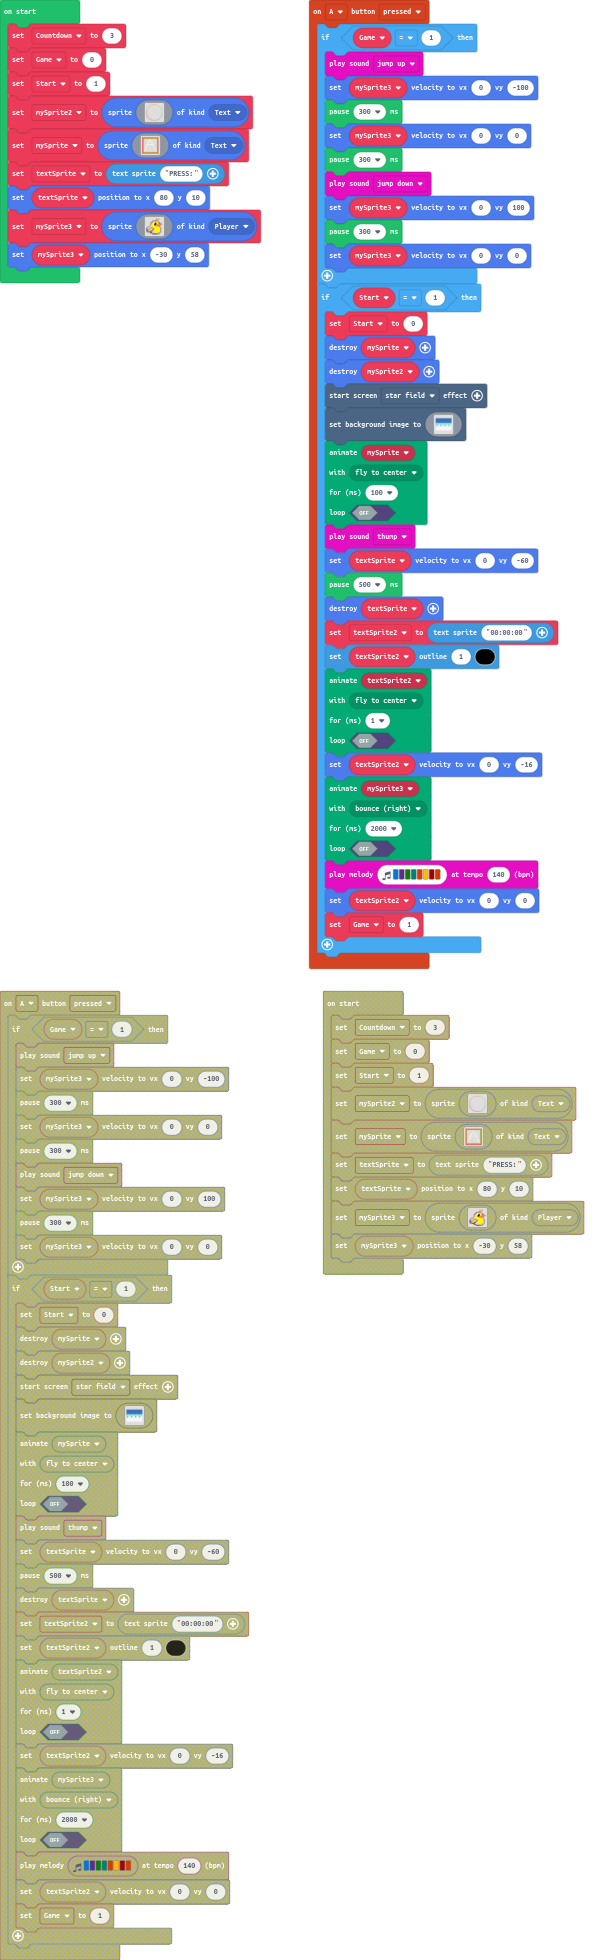 on start
set Countdown to 3
set Game to 0
set Start to 1
set mySprite2 to sprite of kind Text
set mySprite to sprite A of kind Text
set textSprite to text sprite "PRESS:"
set textSprite position to x 80 y 10
set mySprite3 to sprite of kind Player
set mySprite3 position to x -30 y 58
on A button pressed
if Game = 1 then
play sound jump up
set mySprite3 velocity to vx 0 vy -100
pause 300 ms
set mySprite3 velocity to vx 0 vy 0
pause 300 ms
play sound jump down
set mySprite3 velocity to vx 0 vy 100
pause 300 ms
set mySprite3 velocity to vx 0 vy 0
if Start = 1 then
set Start to 0
destroy mySprite
destroy mySprite2
start screen star field effect
set background image to
animate mySprite
with fly to center
for (ms) 100
loop OFF
play sound thump
set textSprite velocity to vx 0 vy -60
pause 500 ms
destroy textSprite
set textSprite2 to text sprite "00:00:00"
set textSprite2 outline 1
animate textSprite2
with fly to center
for (ms) 1
loop OFF
set textSprite2 velocity to vx 0 vy -16
animate mySprite3
with bounce (right)
for (ms) 2000
loop OFF
play melody at tempo 140 (bpm)
set textSprite2 velocity to vx 0 vy 0
set Game to 1
on A button pressed
if Game = 1 then
play sound jump up
set mySprite3 velocity to vx 0 vy -100
pause 300 ms
set mySprite3 velocity to vx 0 vy 0
pause 300 ms
play sound jump down
set mySprite3 velocity to vx 0 vy 100
pause 300 ms
set mySprite3 velocity to vx 0 vy 0
if Start = 1 then
set Start to 0
destroy mySprite
destroy mySprite2
start screen star field effect
set background image to
animate mySprite
with fly to center
for (ms) 100
loop OFF
play sound thump
set textSprite velocity to vx 0 vy -60
pause 500 ms
destroy textSprite
set textSprite2 to text sprite "00:00:00"
set textSprite2 outline 1
animate textSprite2
with fly to center
for (ms) 1
loop OFF
set textSprite2 velocity to vx 0 vy -16
animate mySprite3
with bounce (right)
for (ms) 2000
loop OFF
play melody at tempo 140 (bpm)
set textSprite2 velocity to vx 0 vy 0
set Game to 1
on start
set Countdown to 3
set Game to 0
set Start to 1
set mySprite2 to sprite of kind Text
set mySprite to sprite A of kind Text
set textSprite to text sprite "PRESS:"
set textSprite position to x 80 y 10
set mySprite3 to sprite of kind Player
set mySprite3 position to x -30 y 58